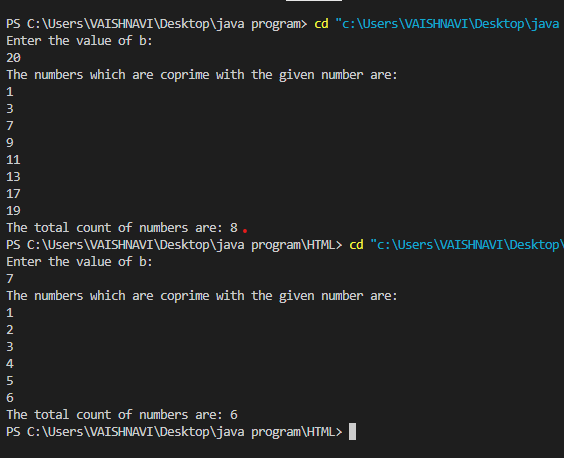 PS C:\Users\VAISHNAVI\Desktop\java program> cd "c:\Users\VAISHNAVI\Desktop\java
Enter the value of b:
20
The numbers which are coprime with the given number are:
1
3
7
9
11
13
17
19
The total count of numbers are: 8
PS C:\Users\VAISHNAVI\Desktop\java program\HTML> cd "c:\Users\VAISHNAVI\Desktop\
Enter the value of b:
7
The numbers which are coprime with the given number are:
1
2
3
4
5
6
The total count of numbers are: 6
PS C:\Users\VAISHNAVI\Desktop\java program\HTML>